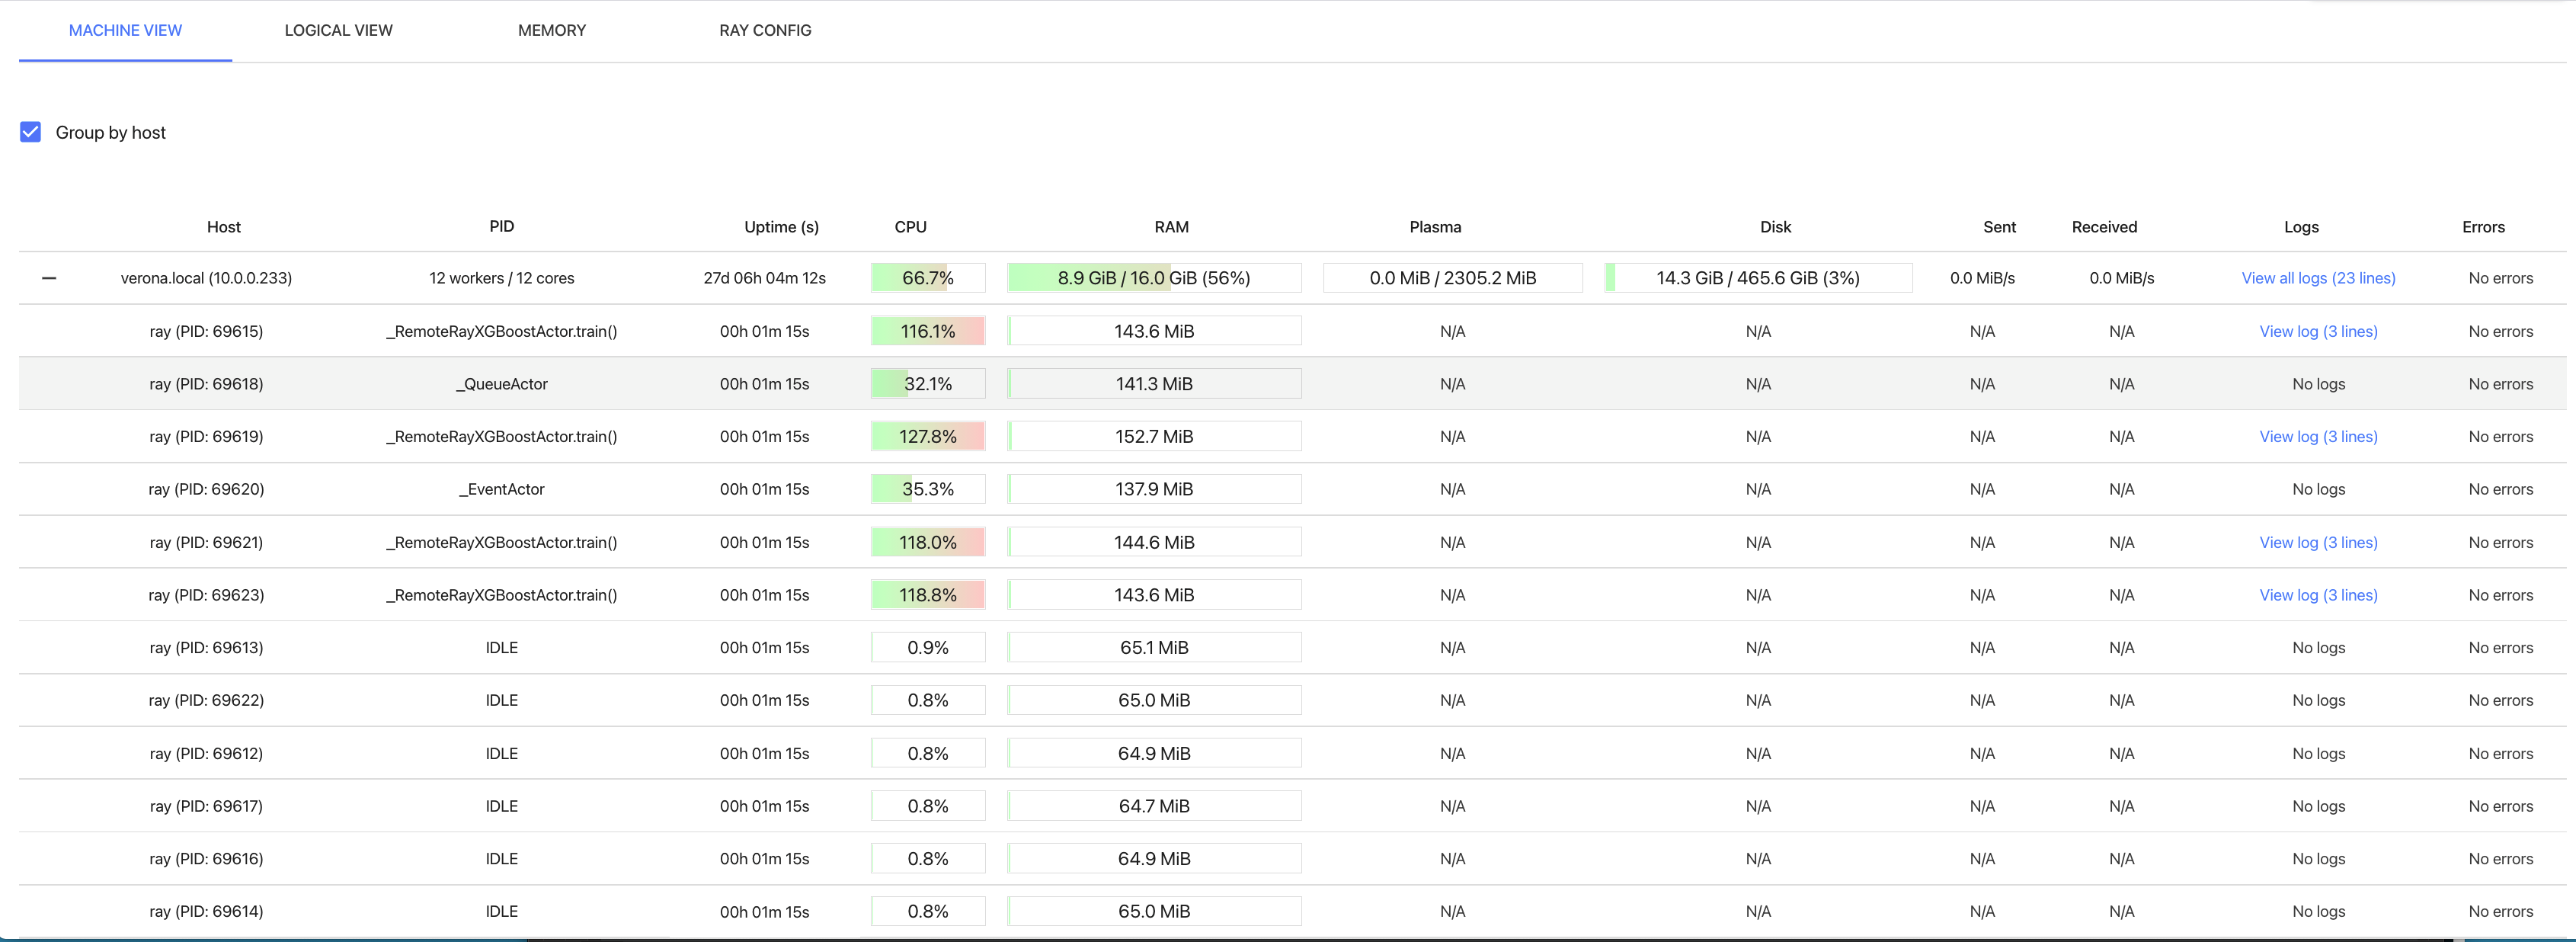 MACHINE VIEW LOGICAL VIEW MEMORY RAY CONFIG
Group by host
Host PID Uptime (s) CPU RAM Plasma Disk Sent Received Logs Errors
verona.local (10.0.0.233) 12 workers / 12 cores 27d 06h 04m 12s 66.7% 8.9 GiB / 16.0 GiB (56%) 0.0 MiB / 2305.2 MiB 14.3 GiB / 465.6 GiB (3%) 0.0 MiB/s 0.0 MiB/s View all logs (23 lines) No errors
ray (PID: 69615) _RemoteRayXGBoostActor.train() 00h 01m 15s 116.1% 143.6 MiB N/A N/A N/A N/A View log (3 lines) No errors
ray (PID: 69618) _QueueActor 00h 01m 15s 32.1% 141.3 MiB N/A N/A N/A N/A No logs No errors
ray (PID: 69619) _RemoteRayXGBoostActor.train() 00h 01m 15s 127.8% 152.7 MiB N/A N/A N/A N/A View log (3 lines) No errors
ray (PID: 69620) _EventActor 00h 01m 15s 35.3% 137.9 MiB N/A N/A N/A N/A No logs No errors
ray (PID: 69621) _RemoteRayXGBoostActor.train() 00h 01m 15s 118.0% 144.6 MiB N/A N/A N/A N/A View log (3 lines) No errors
ray (PID: 69623) _RemoteRayXGBoostActor.train() 00h 01m 15s 118.8% 143.6 MiB N/A N/A N/A N/A View log (3 lines) No errors
ray (PID: 69613) IDLE 00h 01m 15s 0.9% 65.1 MiB N/A N/A N/A N/A No logs No errors
ray (PID: 69622) IDLE 00h 01m 15s 0.8% 65.0 MiB N/A N/A N/A N/A No logs No errors
ray (PID: 69612) IDLE 00h 01m 15s 0.8% 64.9 MiB N/A N/A N/A N/A No logs No errors
ray (PID: 69617) IDLE 00h 01m 15s 0.8% 64.7 MiB N/A N/A N/A N/A No logs No errors
ray (PID: 69616) IDLE 00h 01m 15s 0.8% 64.9 MiB N/A N/A N/A N/A No logs No errors
ray (PID: 69614) IDLE 00h 01m 15s 0.8% 65.0 MiB N/A N/A N/A N/A No logs No errors